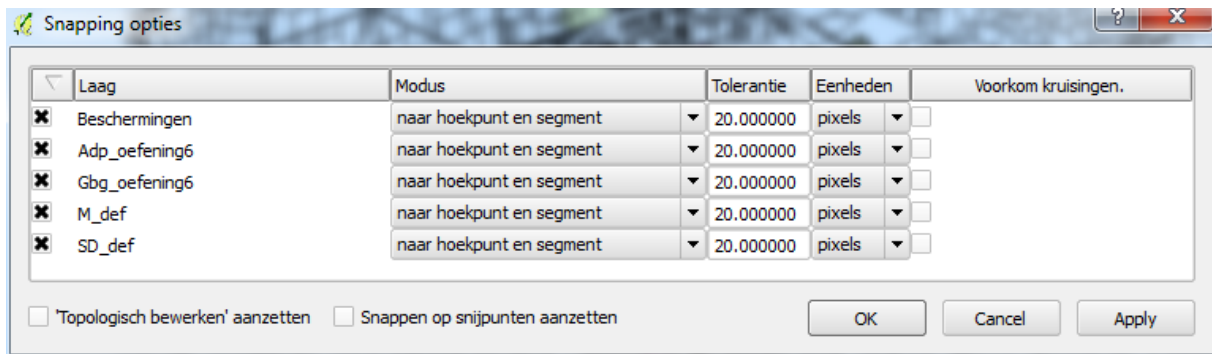 Snapping opties
?
X
Laag Modus Tolerantie Eenheden Voorkom kruisingen.
Beschermingen naar hoekpunt en segment 20.000000 pixels
Adp_oefening6 naar hoekpunt en segment 20.000000 pixels
Gbg_oefening6 naar hoekpunt en segment 20.000000 pixels
M_def naar hoekpunt en segment 20.000000 pixels
SD_def naar hoekpunt en segment 20.000000 pixels
'Topologisch bewerken' aanzetten Snappen op snijpunten aanzetten OK Cancel Apply